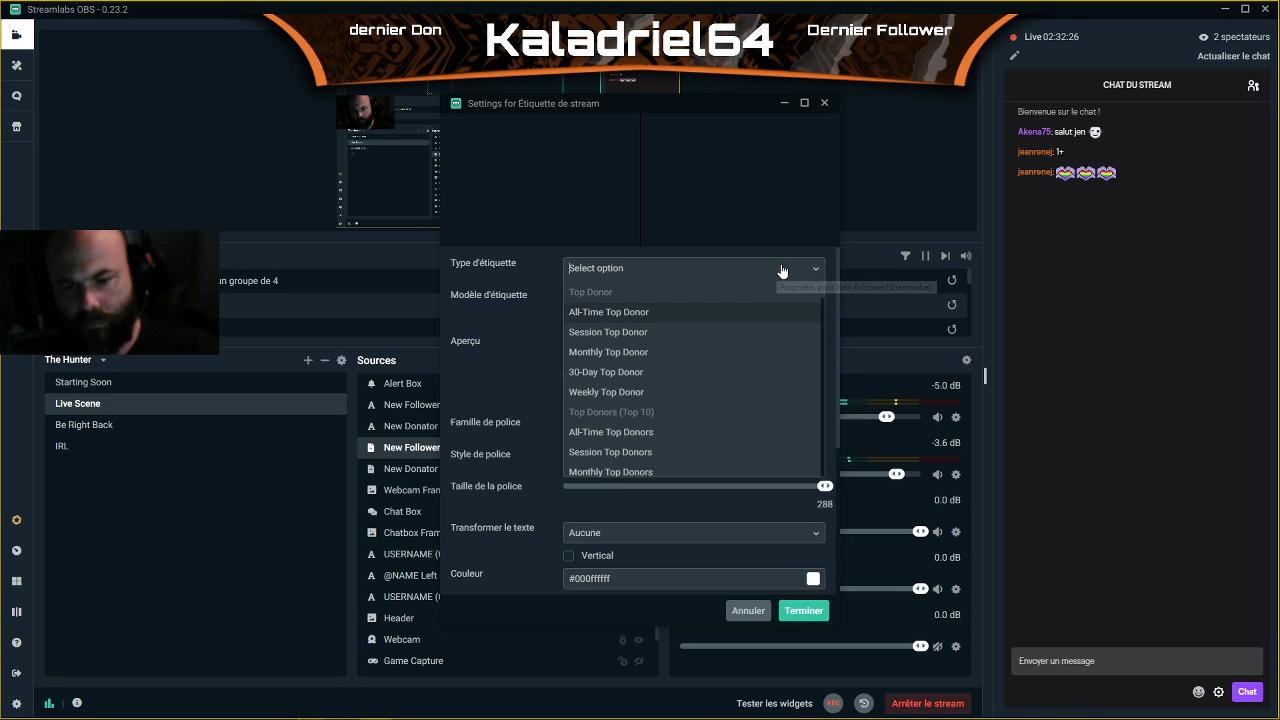 Streamlabs OBS - 0.23.2
dernier Don
Kaladriel64
Dernier Follower
Live 02:32:26
2 spectateurs
Actualiser le chat
CHAT DU STREAM
Bienvenue sur le chat !
Akena75: salut jen
jeanrenej: !+
jeanrenej:
Envoyer un message
Chat
Settings for Étiquette de stream
Type d'étiquette
Select option
Propriétés pour New Follower (Streamlabel)
Top Donor
All-Time Top Donor
Session Top Donor
Monthly Top Donor
30-Day Top Donor
Weekly Top Donor
Top Donors (Top 10)
All-Time Top Donors
Session Top Donors
Monthly Top Donors
Modèle d'étiquette
Aperçu
Famille de police
Style de police
Taille de la police
288
Transformer le texte
Aucune
Vertical
Couleur
#000ffffff
Annuler
Terminer
un groupe de 4
The Hunter
Starting Soon
Live Scene
Be Right Back
IRL
Sources
Alert Box
New Follower
New Donator
New Follower
New Donator
Webcam Fran
Chat Box
Chatbox Fram
USERNAME (
@NAME Left
USERNAME (
Header
Webcam
Game Capture
-5.0 dB
-3.6 dB
0.0 dB
0.0 dB
0.0 dB
Tester les widgets
REC
Arrêter le stream